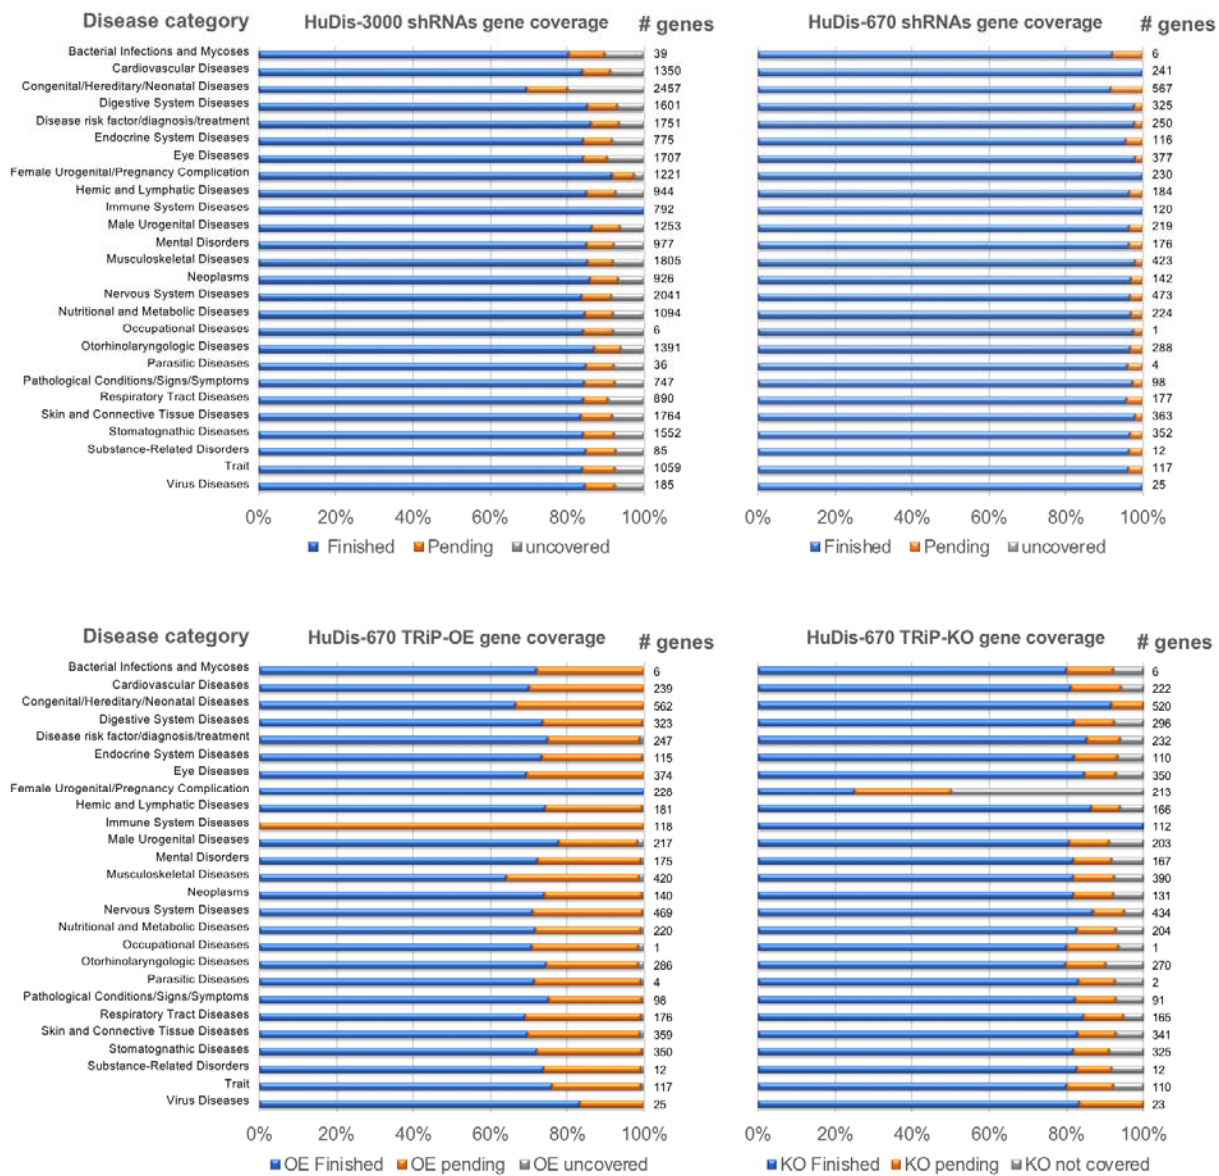 Disease category HuDis-3000 shRNAs gene coverage # genes HuDis-670 shRNAs gene coverage # genes
Bacterial Infections and Mycoses 39 6
Cardiovascular Diseases 1350 241
Congenital/Hereditary/Neonatal Diseases 2457 567
Digestive System Diseases 1601 325
Disease risk factor/diagnosis/treatment 1751 250
Endocrine System Diseases 775 116
Eye Diseases 1707 377
Female Urogenital/Pregnancy Complication 1221 230
Hemic and Lymphatic Diseases 944 184
Immune System Diseases 792 120
Male Urogenital Diseases 1253 219
Mental Disorders 977 176
Musculoskeletal Diseases 1805 423
Neoplasms 926 142
Nervous System Diseases 2041 473
Nutritional and Metabolic Diseases 1094 224
Occupational Diseases 6 1
Otorhinolaryngologic Diseases 1391 288
Parasitic Diseases 36 4
Pathological Conditions/Signs/Symptoms 747 98
Respiratory Tract Diseases 890 177
Skin and Connective Tissue Diseases 1764 363
Stomatognathic Diseases 1552 352
Substance-Related Disorders 85 12
Trait 1059 117
Virus Diseases 185 25
0% 20% 40% 60% 80% 100% 0% 20% 40% 60% 80% 100%
Finished Pending uncovered Finished Pending uncovered
Disease category HuDis-670 TRiP-OE gene coverage # genes HuDis-670 TRiP-KO gene coverage # genes
Bacterial Infections and Mycoses 6 6
Cardiovascular Diseases 239 222
Congenital/Hereditary/Neonatal Diseases 562 520
Digestive System Diseases 323 296
Disease risk factor/diagnosis/treatment 247 232
Endocrine System Diseases 115 110
Eye Diseases 374 350
Female Urogenital/Pregnancy Complication 228 213
Hemic and Lymphatic Diseases 181 166
Immune System Diseases 118 112
Male Urogenital Diseases 217 203
Mental Disorders 175 167
Musculoskeletal Diseases 420 390
Neoplasms 140 131
Nervous System Diseases 469 434
Nutritional and Metabolic Diseases 220 204
Occupational Diseases 1 1
Otorhinolaryngologic Diseases 286 270
Parasitic Diseases 4 2
Pathological Conditions/Signs/Symptoms 98 91
Respiratory Tract Diseases 176 165
Skin and Connective Tissue Diseases 359 341
Stomatognathic Diseases 350 325
Substance-Related Disorders 12 12
Trait 117 110
Virus Diseases 25 23
0% 20% 40% 60% 80% 100% 0% 20% 40% 60% 80% 100%
OE Finished OE pending OE uncovered KO Finished KO pending KO not covered